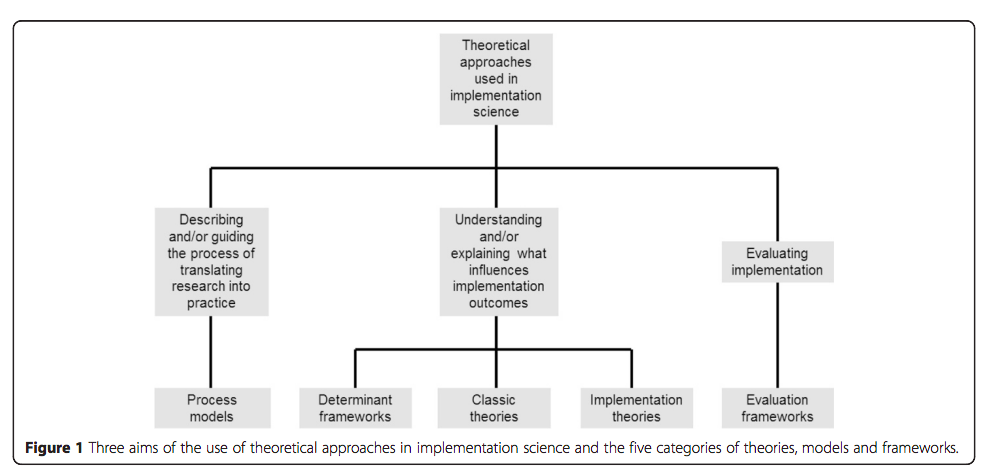 Theoretical
approaches
used in
implementation
science
Describing
and/or guiding
the process of
translating
research into
practice
Understanding
and/or
explaining what
influences
implementation
outcomes
Evaluating
implementation
Process
models
Determinant
frameworks
Classic
theories
Implementation
theories
Evaluation
frameworks
Figure 1 Three aims of the use of theoretical approaches in implementation science and the five categories of theories, models and frameworks.